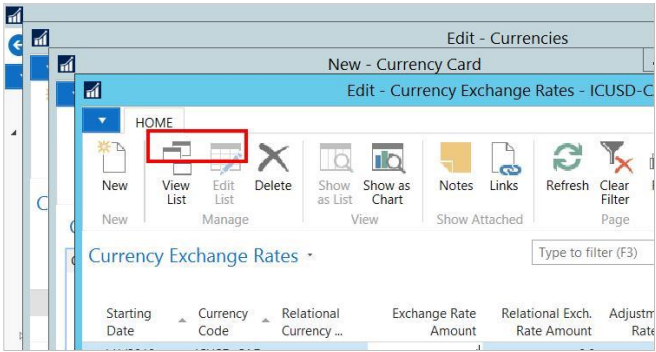 Edit - Currencies
New - Currency Card
Edit - Currency Exchange Rates - ICUSD-C
HOME
New
View List
Edit List
Delete
Show as List
Show as Chart
Notes
Links
Refresh
Clear Filter
New
Manage
View
Show Attached
Page
Currency Exchange Rates
Type to filter (F3)
Starting Date
Currency Code
Relational Currency ...
Exchange Rate Amount
Relational Exch. Rate Amount